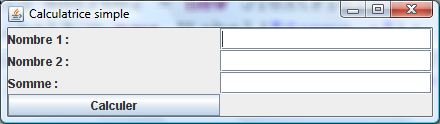 Calculatrice simple
Nombre 1 :
Nombre 2 :
Somme :
Calculer